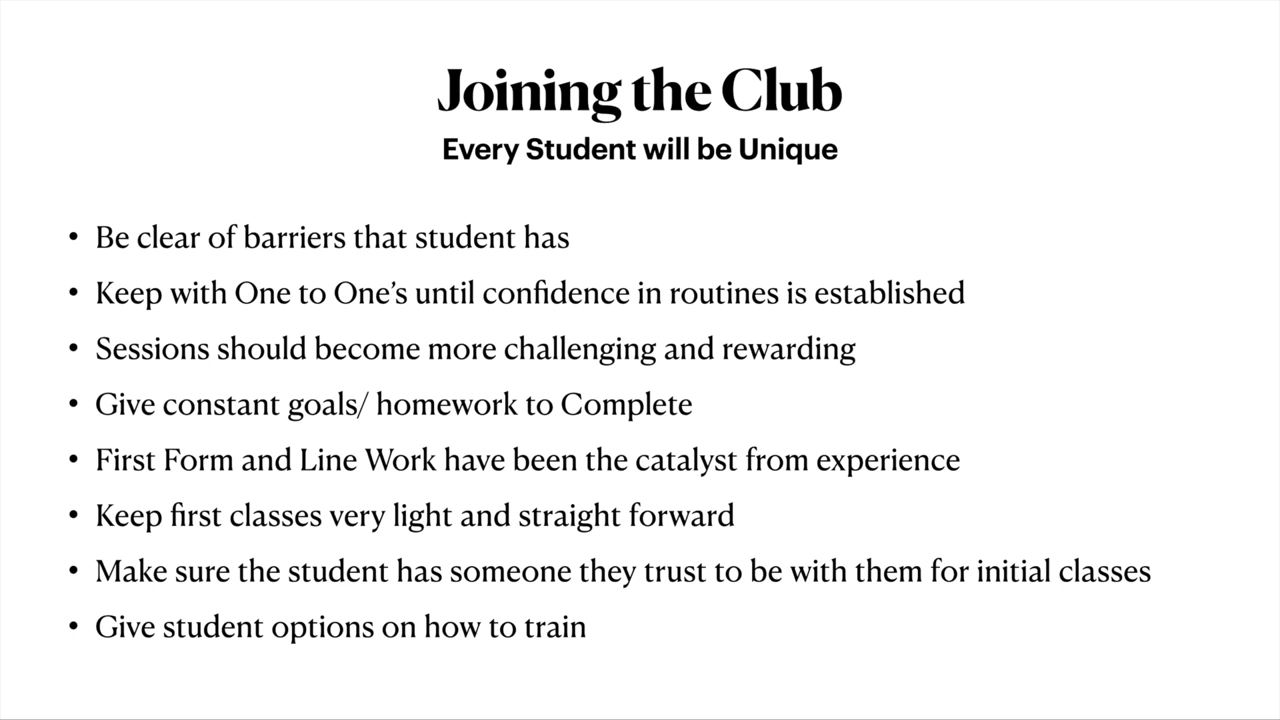 Joining the Club
Every Student will be Unique
• Be clear of barriers that student has
• Keep with One to One’s until confidence in routines is established
• Sessions should become more challenging and rewarding
• Give constant goals/ homework to Complete
• First Form and Line Work have been the catalyst from experience
• Keep first classes very light and straight forward
• Make sure the student has someone they trust to be with them for initial classes
• Give student options on how to train